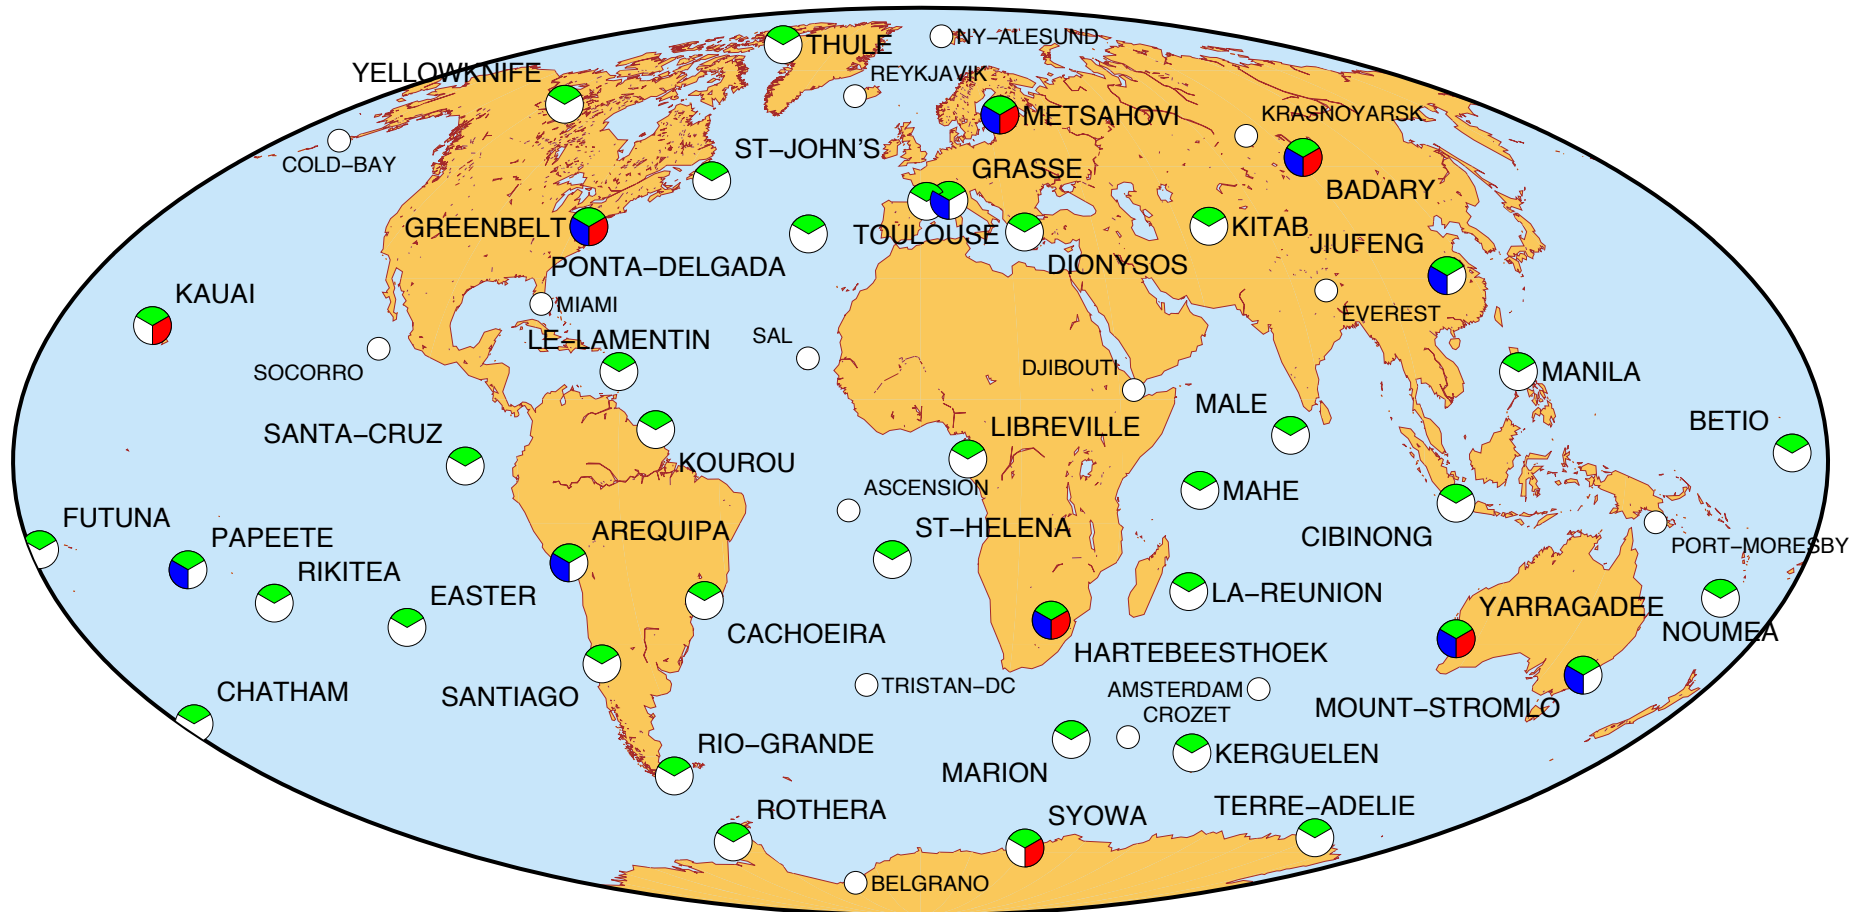 THULE
NY−ALESUND
YELLOWKNIFE
REYKJAVIK
METSAHOVI
KRASNOYARSK
COLD−BAY
ST−JOHN'S
GRASSE
BADARY
GREENBELT
TOULOUSE
KITAB
JIUFENG
PONTA−DELGADA
DIONYSOS
KAUAI
MIAMI
EVEREST
LE−LAMENTIN
SAL
SOCORRO
DJIBOUTI
MANILA
MALE
SANTA−CRUZ
LIBREVILLE
BETIO
KOUROU
ASCENSION
MAHE
FUTUNA
PAPEETE
AREQUIPA
ST−HELENA
CIBINONG
PORT−MORESBY
RIKITEA
EASTER
LA−REUNION
YARRAGADEE
CACHOEIRA
NOUMEA
HARTEBEESTHOEK
CHATHAM
SANTIAGO
TRISTAN−DC
AMSTERDAM
MOUNT−STROMLO
CROZET
RIO−GRANDE
KERGUELEN
MARION
ROTHERA
SYOWA
TERRE−ADELIE
BELGRANO